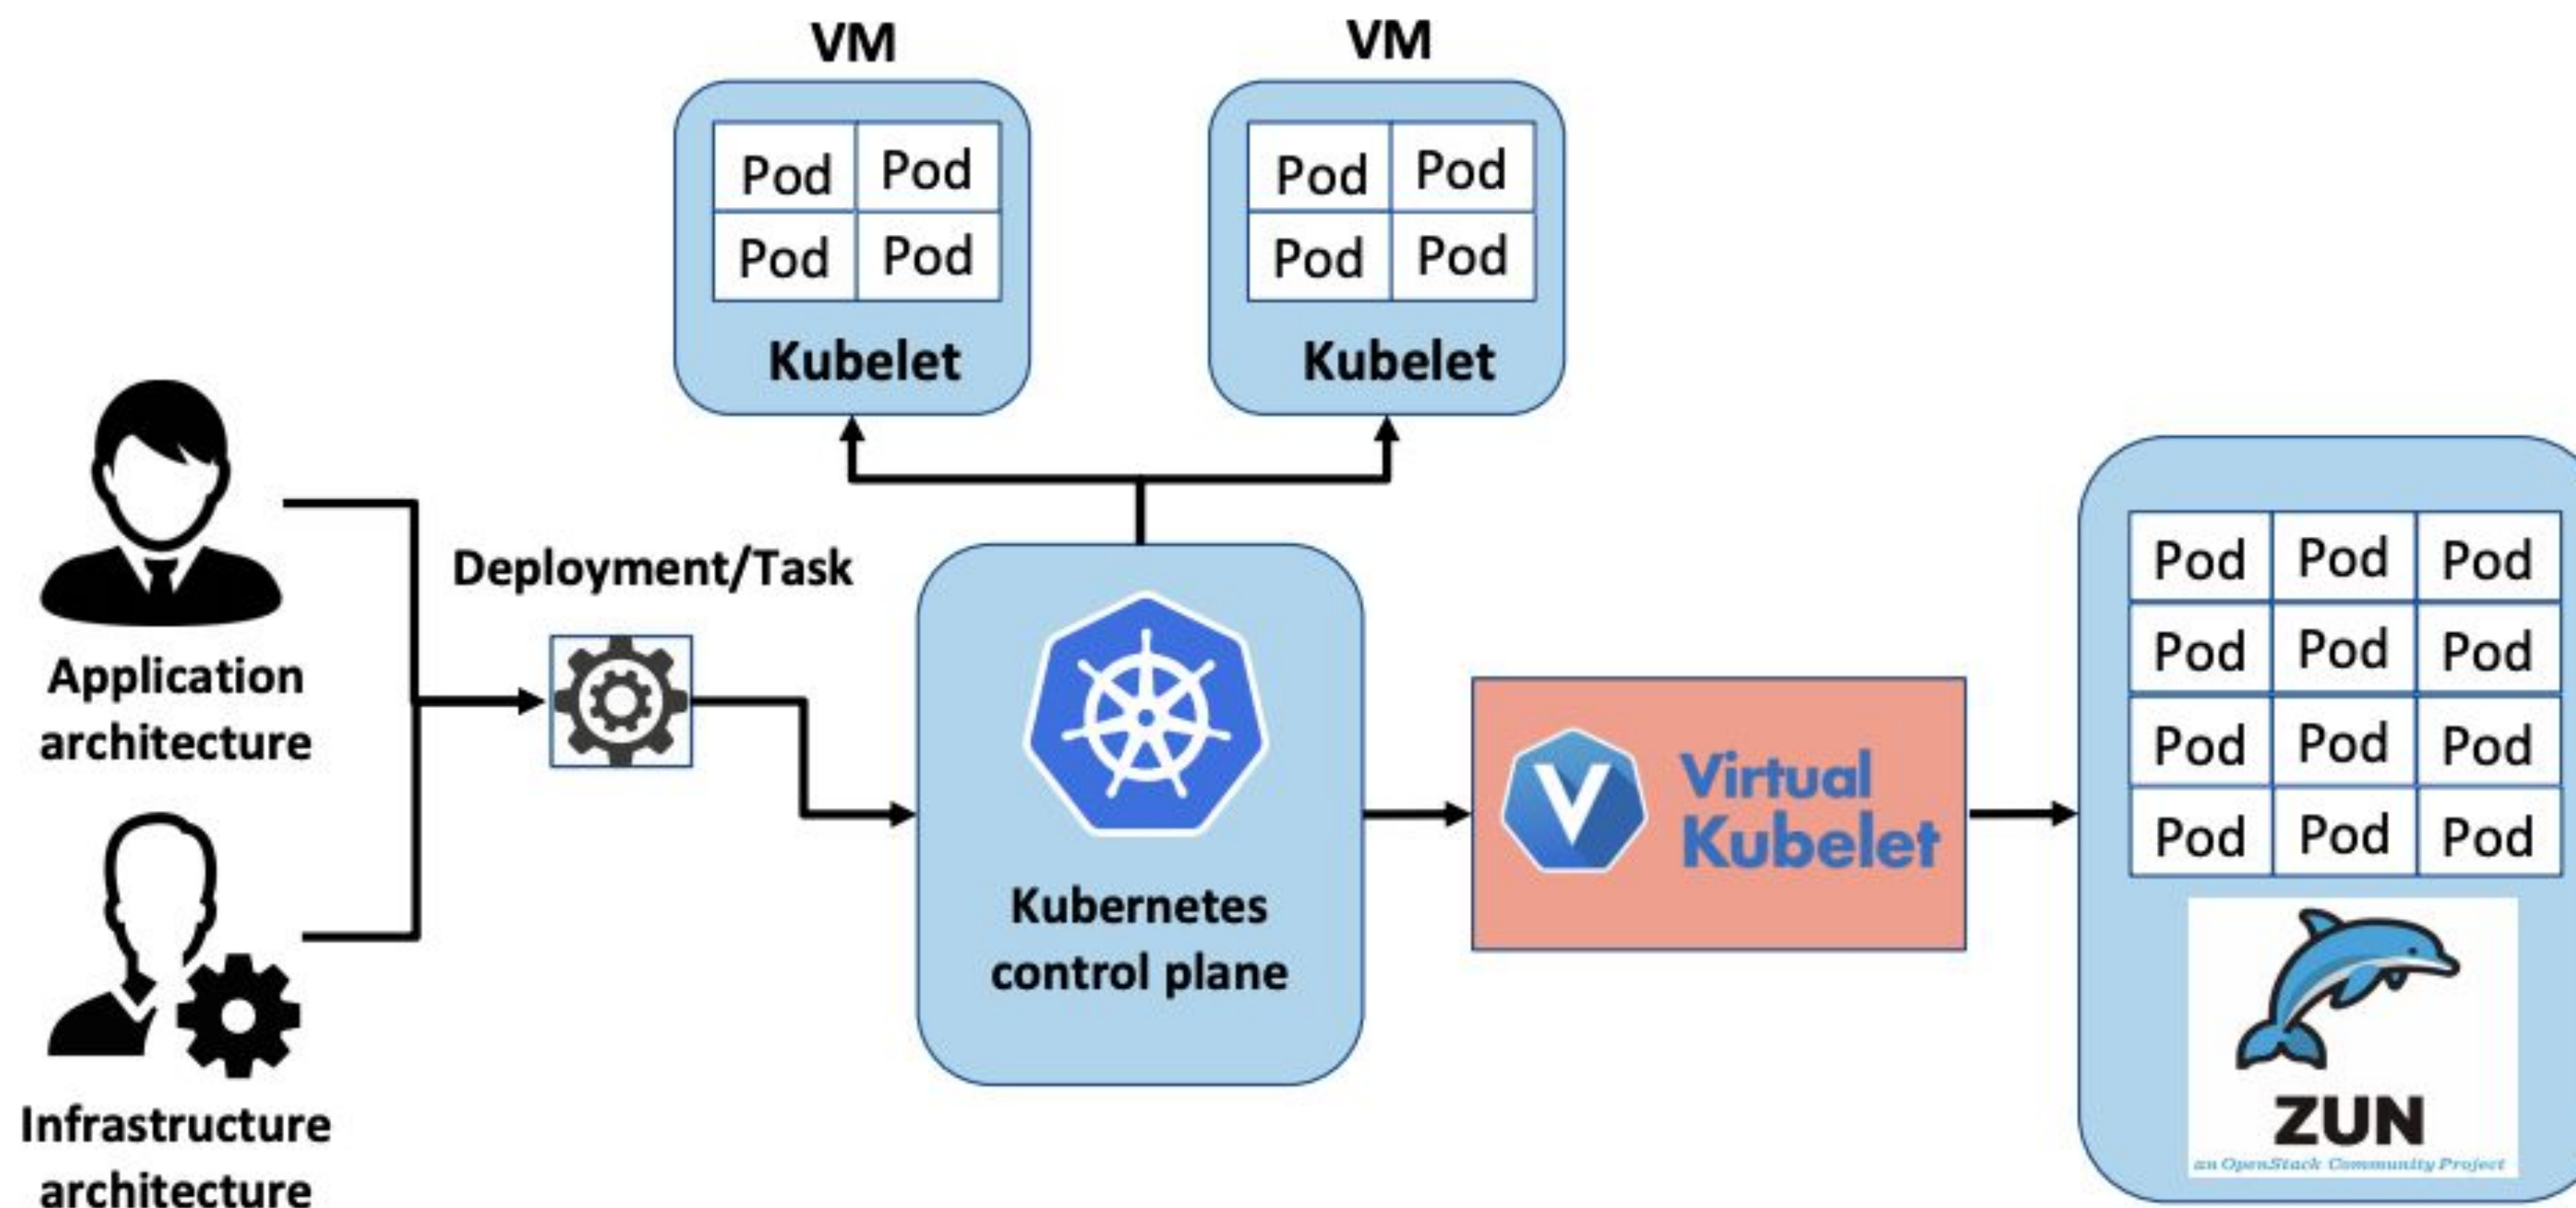 VM
VM
Pod Pod
Pod Pod
Kubelet
Pod Pod
Pod Pod
Kubelet
Application
architecture
Deployment/Task
Infrastructure
architecture
Kubernetes
control plane
Virtual
Kubelet
Pod Pod Pod
Pod Pod Pod
Pod Pod Pod
Pod Pod Pod
ZUN
an OpenStack Community Project